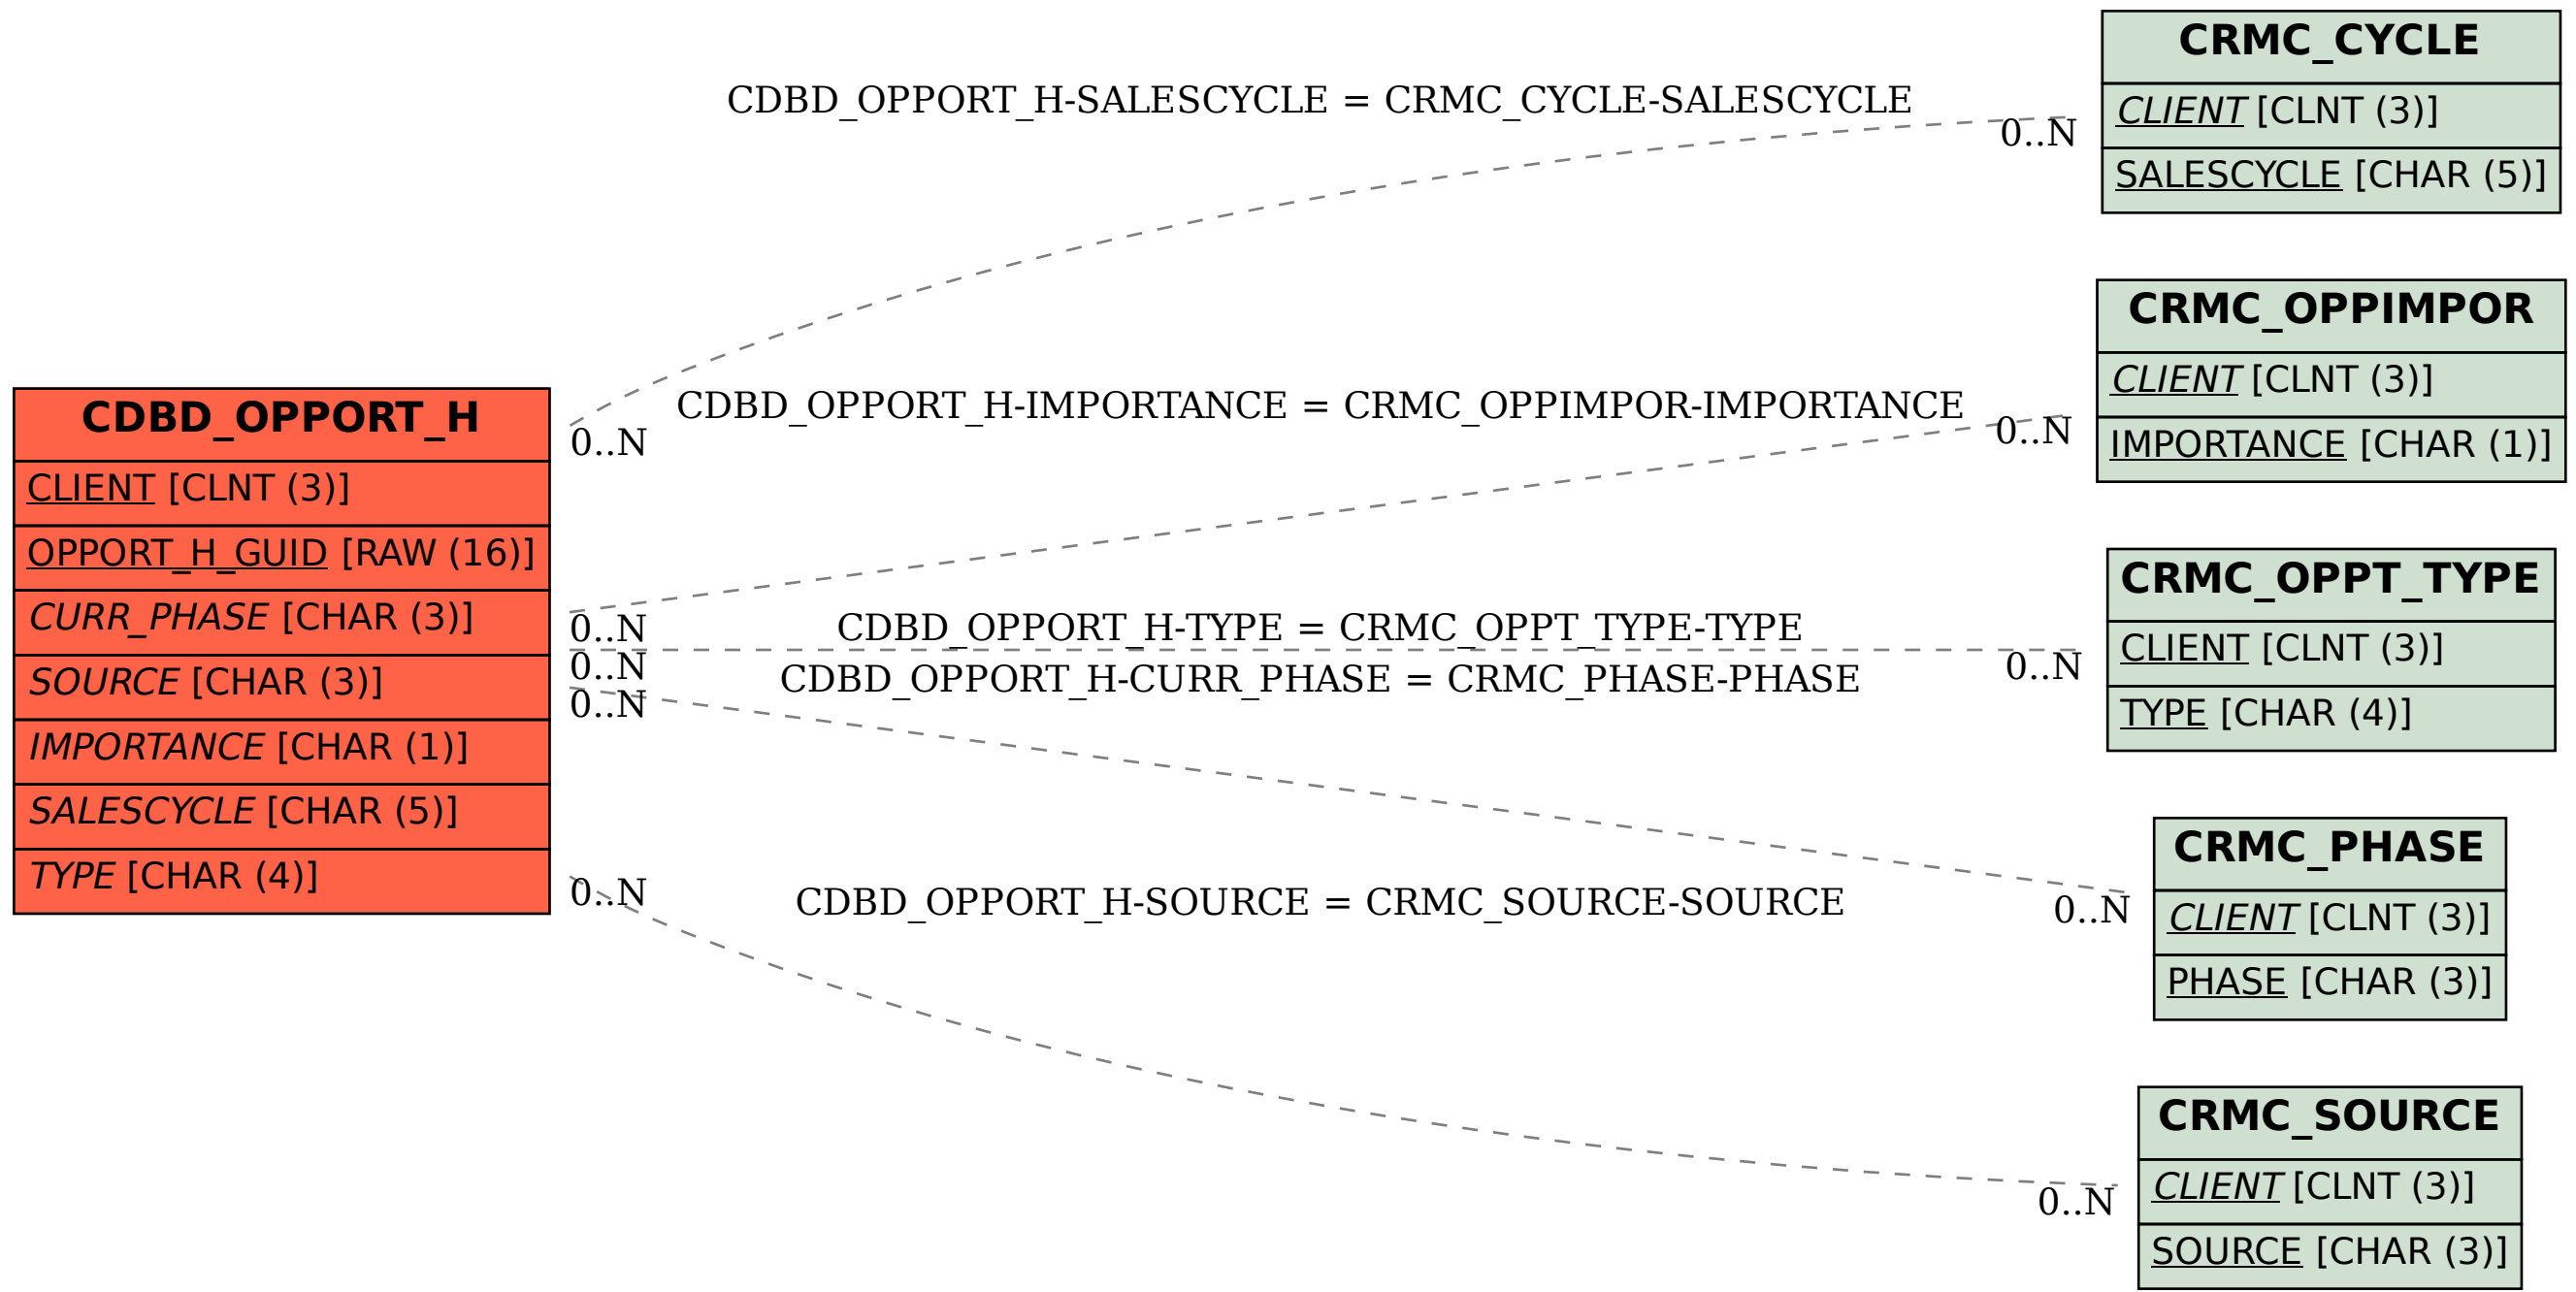 CDBD_OPPORT_H
CLIENT [CLNT (3)]
OPPORT_H_GUID [RAW (16)]
CURR_PHASE [CHAR (3)]
SOURCE [CHAR (3)]
IMPORTANCE [CHAR (1)]
SALESCYCLE [CHAR (5)]
TYPE [CHAR (4)]
CDBD_OPPORT_H-SALESCYCLE = CRMC_CYCLE-SALESCYCLE
0..N
0..N
CDBD_OPPORT_H-IMPORTANCE = CRMC_OPPIMPOR-IMPORTANCE
0..N
0..N
CDBD_OPPORT_H-TYPE = CRMC_OPPT_TYPE-TYPE
0..N
0..N
CDBD_OPPORT_H-CURR_PHASE = CRMC_PHASE-PHASE
0..N
0..N
CDBD_OPPORT_H-SOURCE = CRMC_SOURCE-SOURCE
0..N
0..N
CRMC_CYCLE
CLIENT [CLNT (3)]
SALESCYCLE [CHAR (5)]
CRMC_OPPIMPOR
CLIENT [CLNT (3)]
IMPORTANCE [CHAR (1)]
CRMC_OPPT_TYPE
CLIENT [CLNT (3)]
TYPE [CHAR (4)]
CRMC_PHASE
CLIENT [CLNT (3)]
PHASE [CHAR (3)]
CRMC_SOURCE
CLIENT [CLNT (3)]
SOURCE [CHAR (3)]